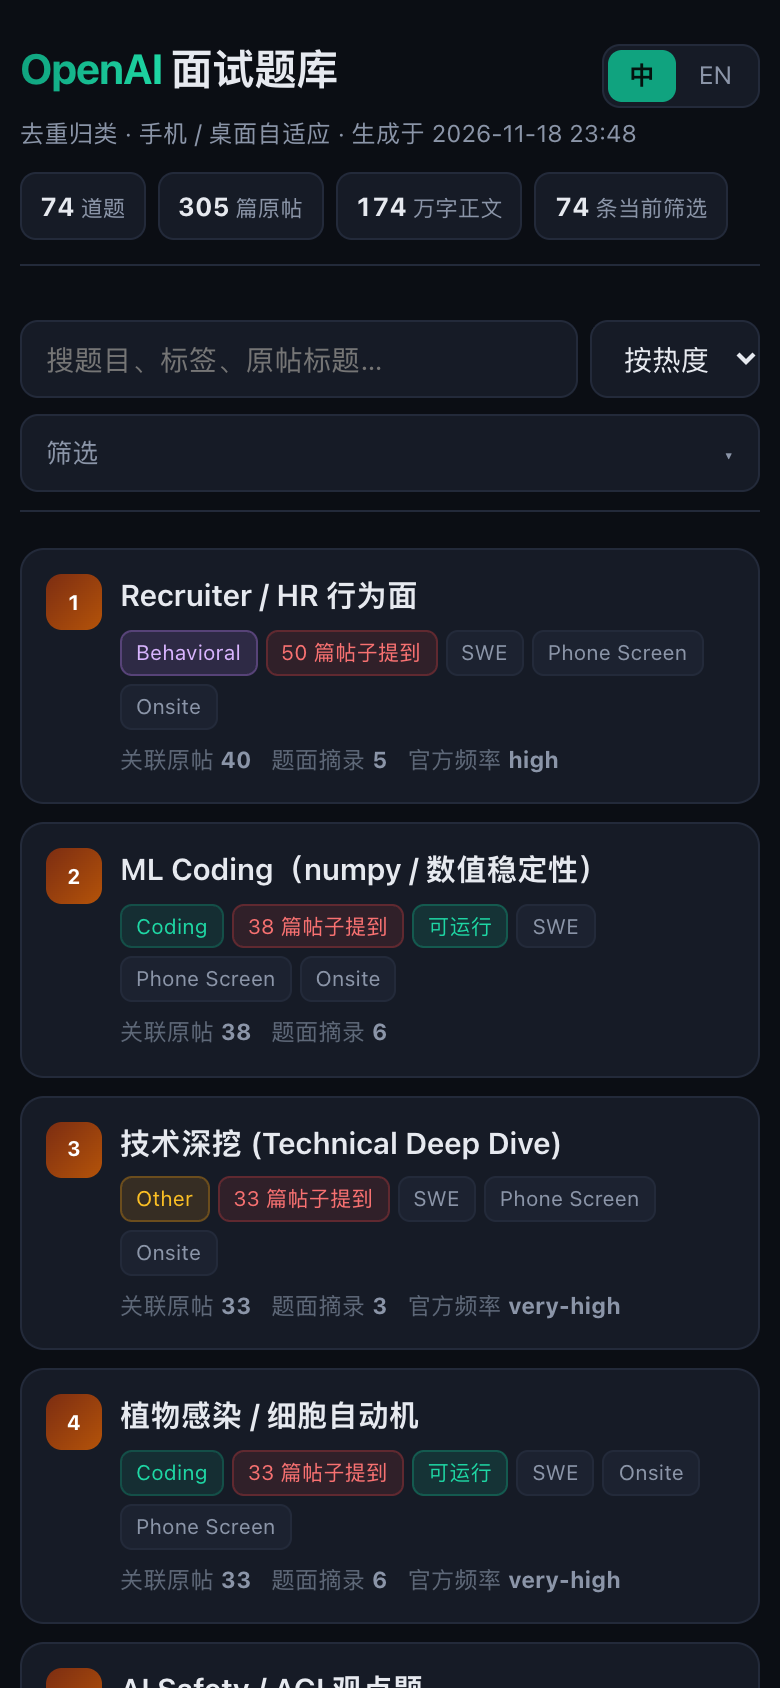 OpenAI 面试题库
中 EN
去重归类 · 手机 / 桌面自适应 · 生成于 2026-11-18 23:48
74 道题 305 篇原帖 174 万字正文 74 条当前筛选
搜题目、标签、原帖标题... 按热度
筛选
1 Recruiter / HR 行为面
Behavioral 50 篇帖子提到 SWE Phone Screen
Onsite
关联原帖 40 题面摘录 5 官方频率 high
2 ML Coding（numpy / 数值稳定性）
Coding 38 篇帖子提到 可运行 SWE
Phone Screen Onsite
关联原帖 38 题面摘录 6
3 技术深挖 (Technical Deep Dive)
Other 33 篇帖子提到 SWE Phone Screen
Onsite
关联原帖 33 题面摘录 3 官方频率 very-high
4 植物感染 / 细胞自动机
Coding 33 篇帖子提到 可运行 SWE Onsite
Phone Screen
关联原帖 33 题面摘录 6 官方频率 very-high
AI Safety / AGI 观点题